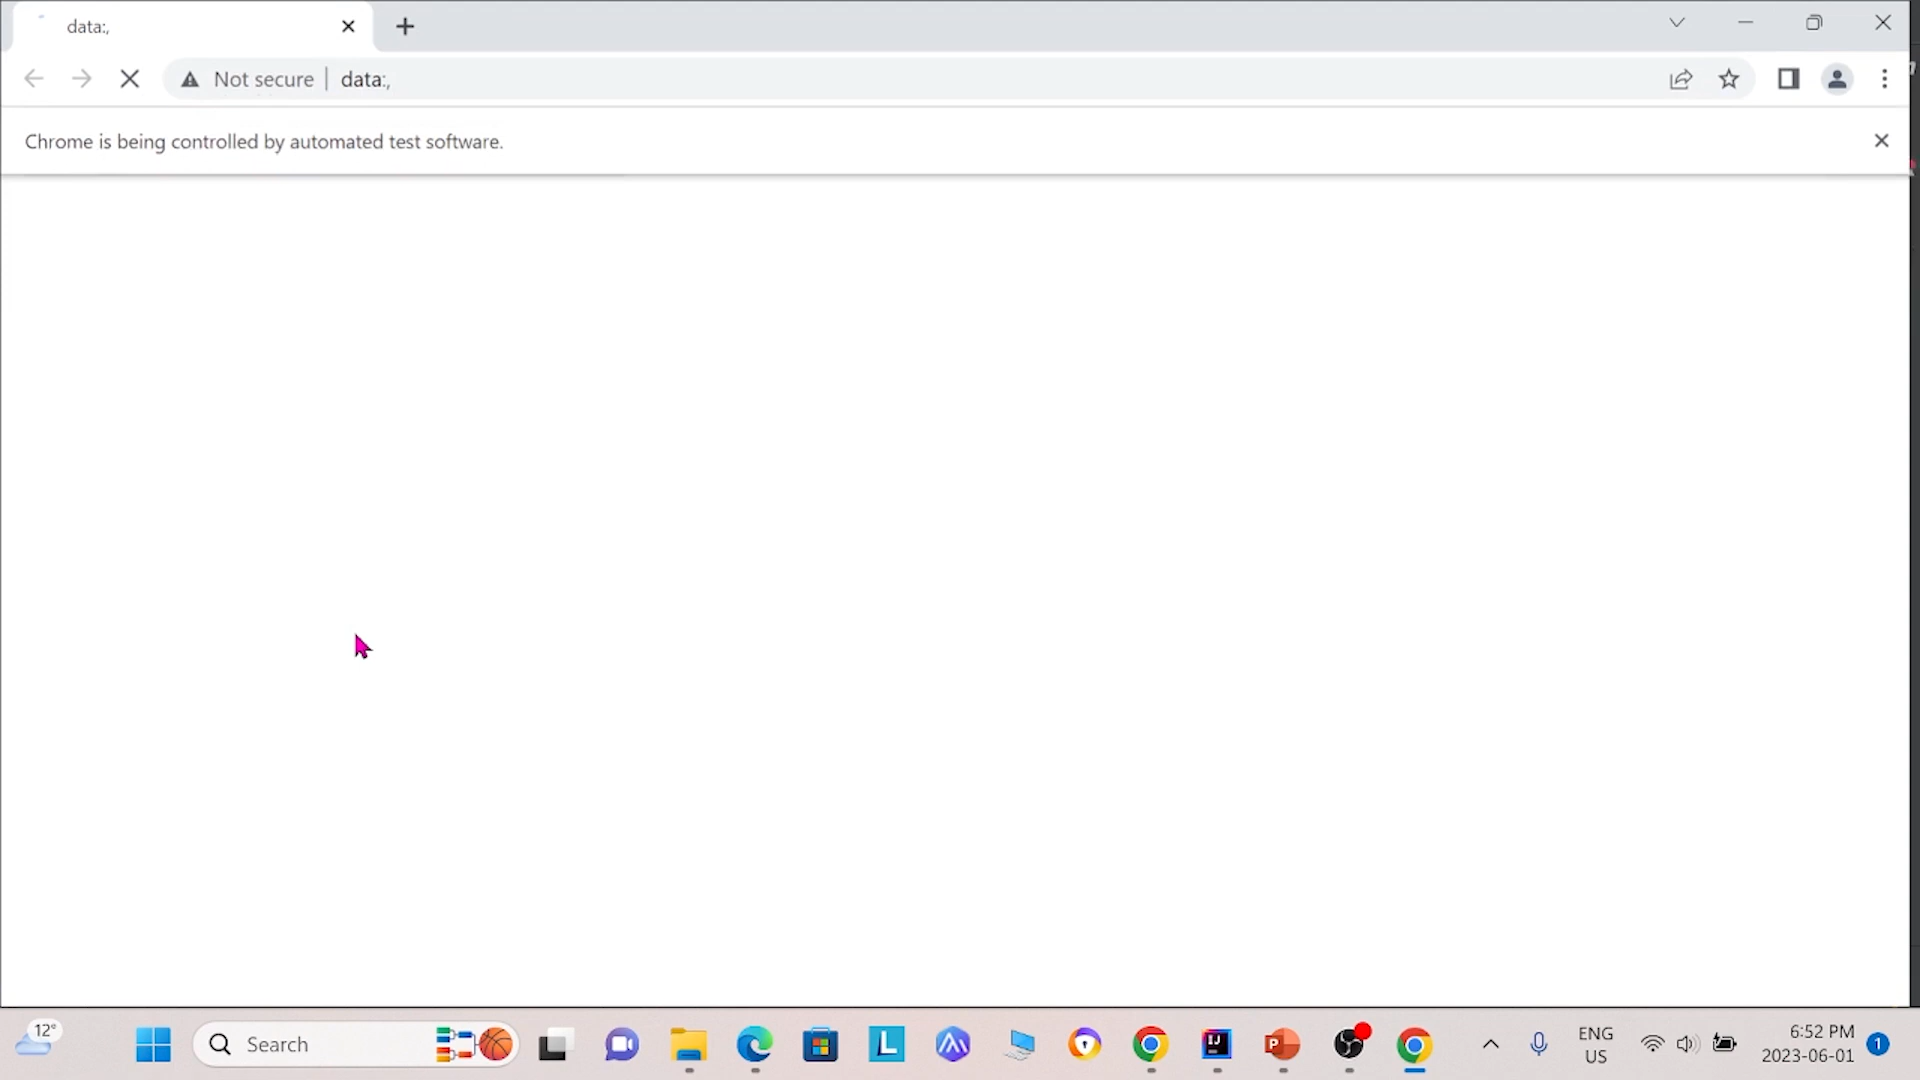 data:,
Not secure | data:,
Chrome is being controlled by automated test software.
12°
Search
L
IJ
P
ENG
US
6:52 PM
2023-06-01
1